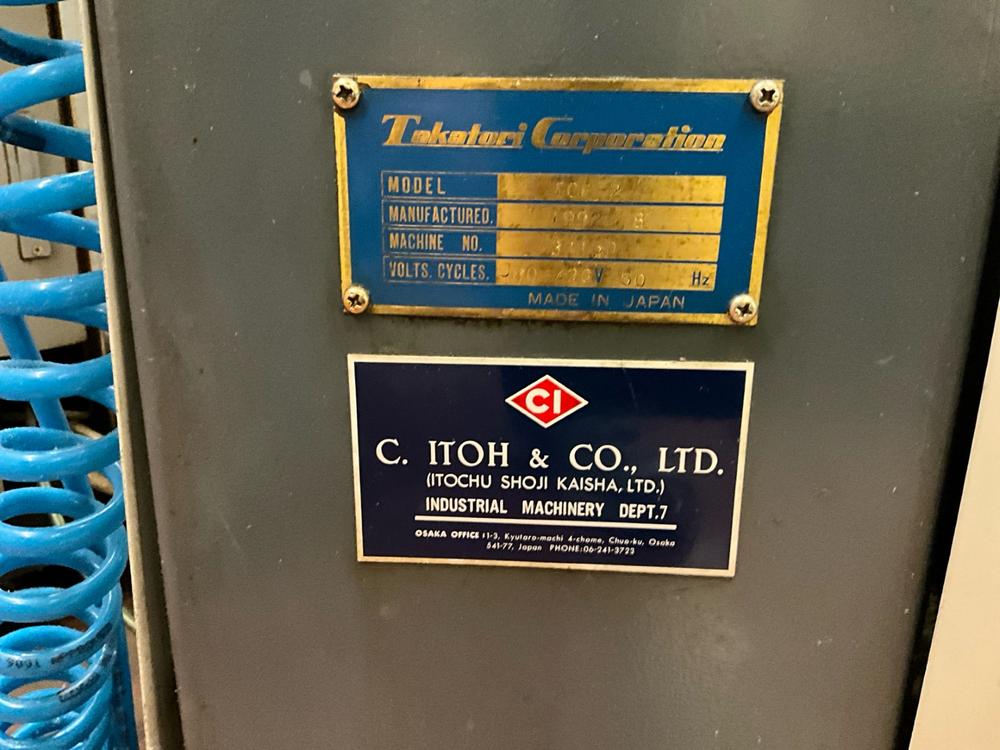 Takatori Corporation
MODEL
MANUFACTURED. 1992 8
MACHINE NO.
VOLTS. CYCLES. V 50 Hz
MADE IN JAPAN
CI
C. ITOH & CO., LTD.
(ITOCHU SHOJI KAISHA, LTD.)
INDUSTRIAL MACHINERY DEPT.7
OSAKA OFFICE :1-3, Kyutaro-machi 4-chome, Chuo-ku, Osaka
541-77, Japan PHONE:06-241-3723